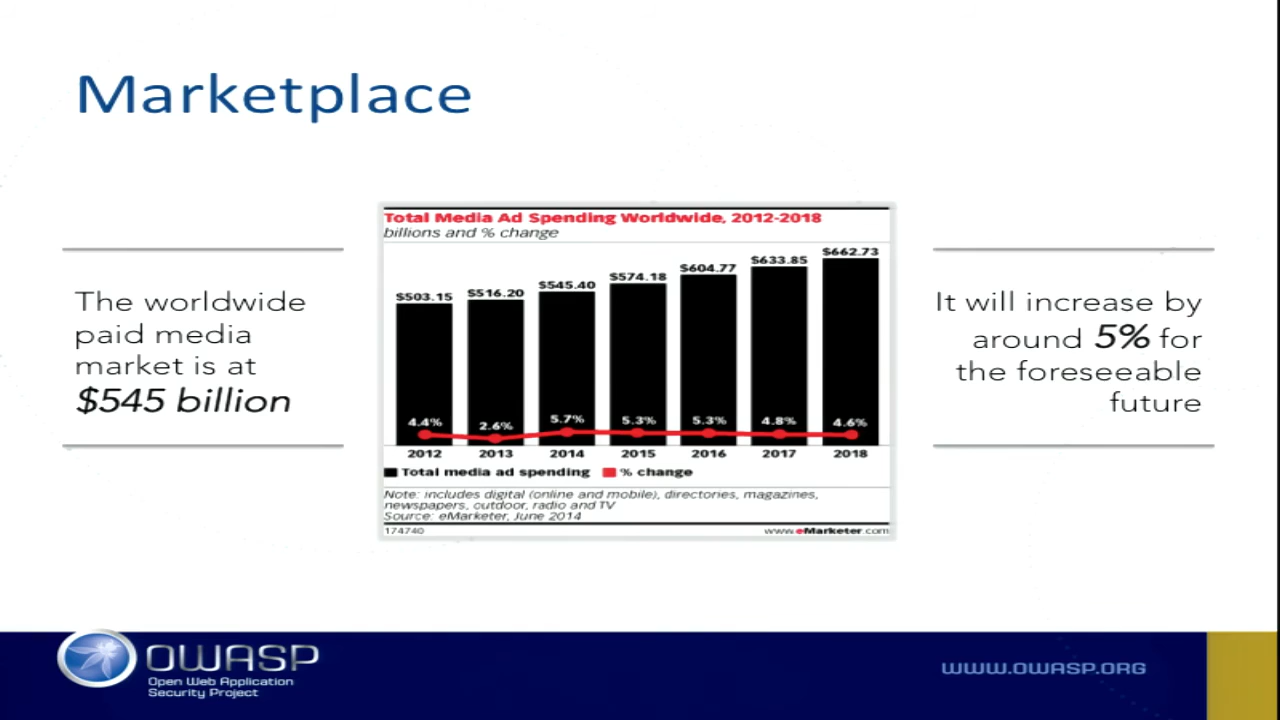 Marketplace
The worldwide
paid media
market is at
$545 billion
Total Media Ad Spending Worldwide, 2012-2018
billions and % change
$503.15 $516.20 $545.40 $574.18 $604.77 $633.85 $662.73
4.4% 2.6% 5.7% 5.3% 5.3% 4.8% 4.6%
2012 2013 2014 2015 2016 2017 2018
Total media ad spending % change
Note: includes digital (online and mobile), directories, magazines,
newspapers, outdoor, radio and TV
Source: eMarketer, June 2014
174740 www.eMarketer.com
It will increase by
around 5% for
the foreseeable
future
OWASP
Open Web Application
Security Project
WWW.OWASP.ORG